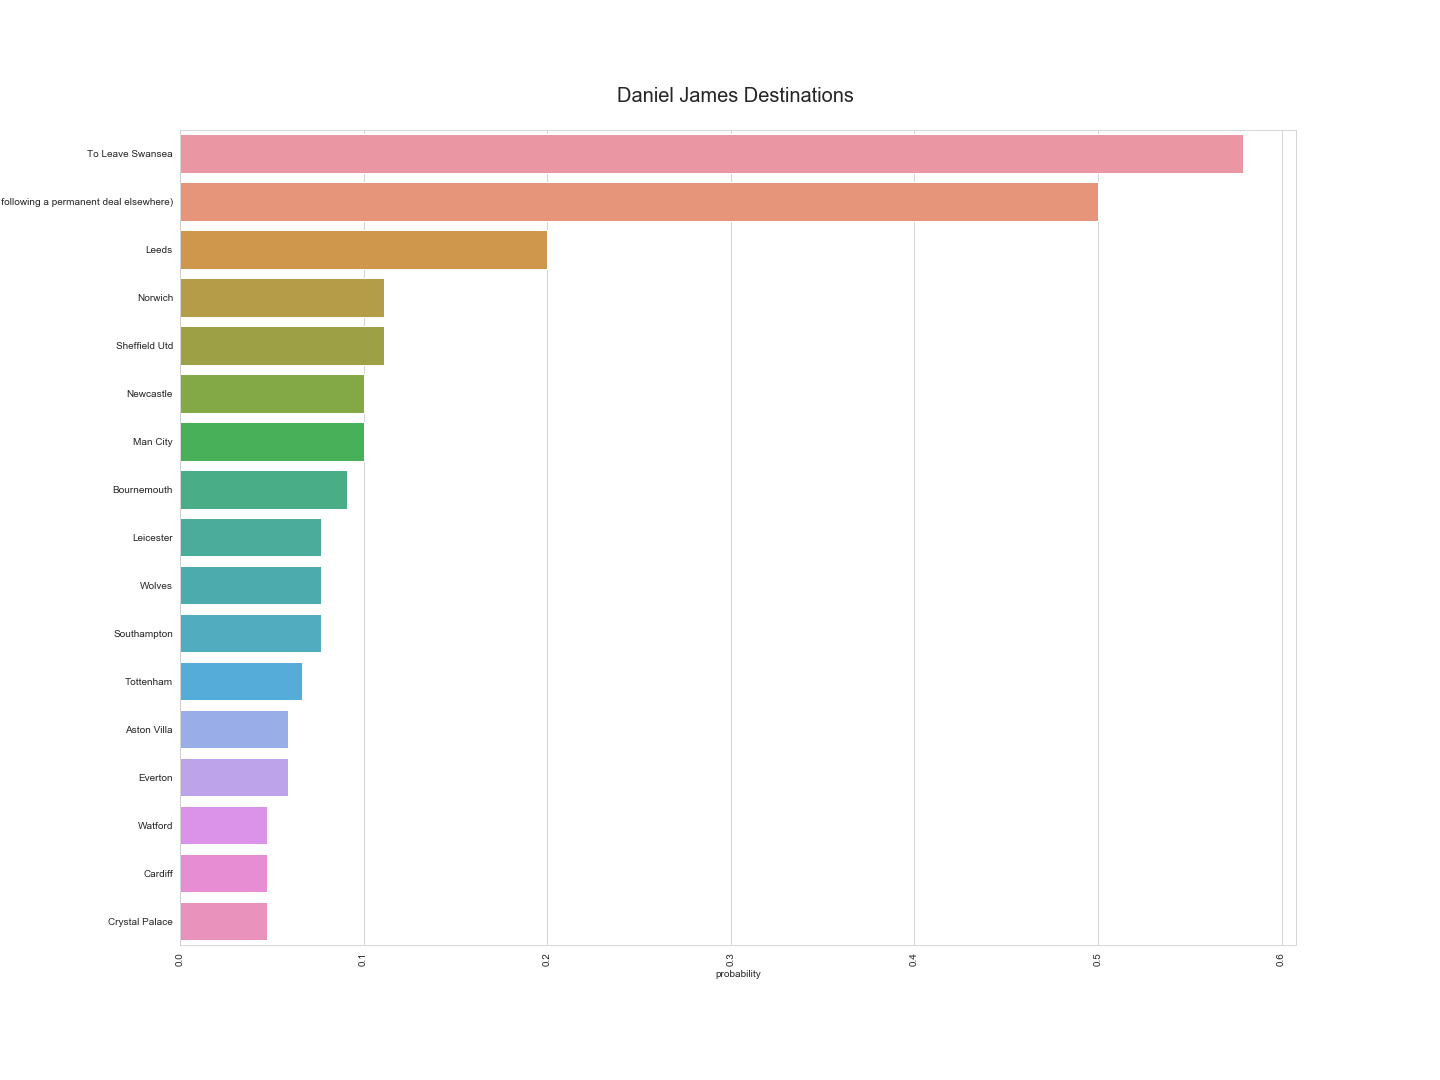 Daniel James Destinations
To Leave Swansea
following a permanent deal elsewhere)
Leeds
Norwich
Sheffield Utd
Newcastle
Man City
Bournemouth
Leicester
Wolves
Southampton
Tottenham
Aston Villa
Everton
Watford
Cardiff
Crystal Palace
0.0 0.1 0.2 0.3 0.4 0.5 0.6
probability